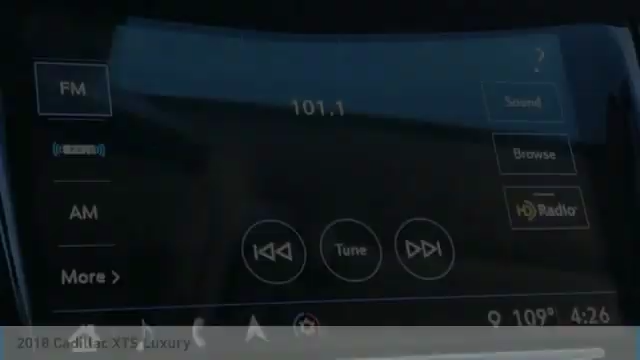 FM
101.1
Sound
Browse
AM
HD Radio
Tune
More >
109° 4:26
2018 Cadillac XTS Luxury